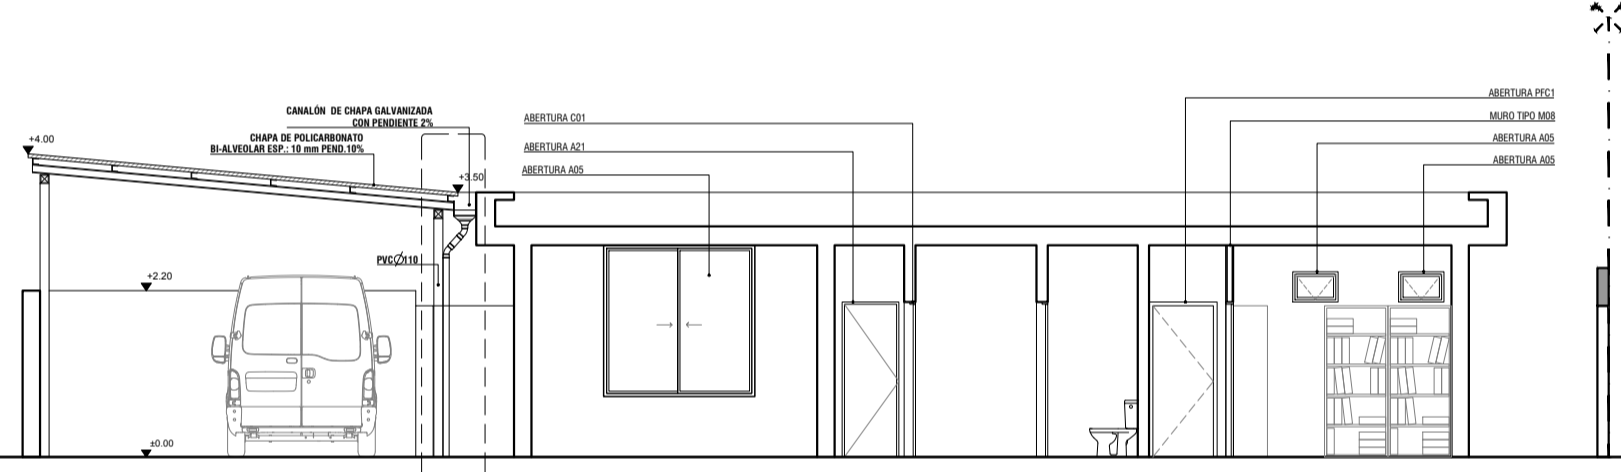 CANALÓN DE CHAPA GALVANIZADA
CON PENDIENTE 2%
CHAPA DE POLICARBONATO
BI-ALVEOLAR ESP.: 10 mm PEND.10%
+4.00
+3.50
PVC Ø110
+2.20
±0.00
ABERTURA C01
ABERTURA A21
ABERTURA A05
ABERTURA PFC1
MURO TIPO M08
ABERTURA A05
ABERTURA A05